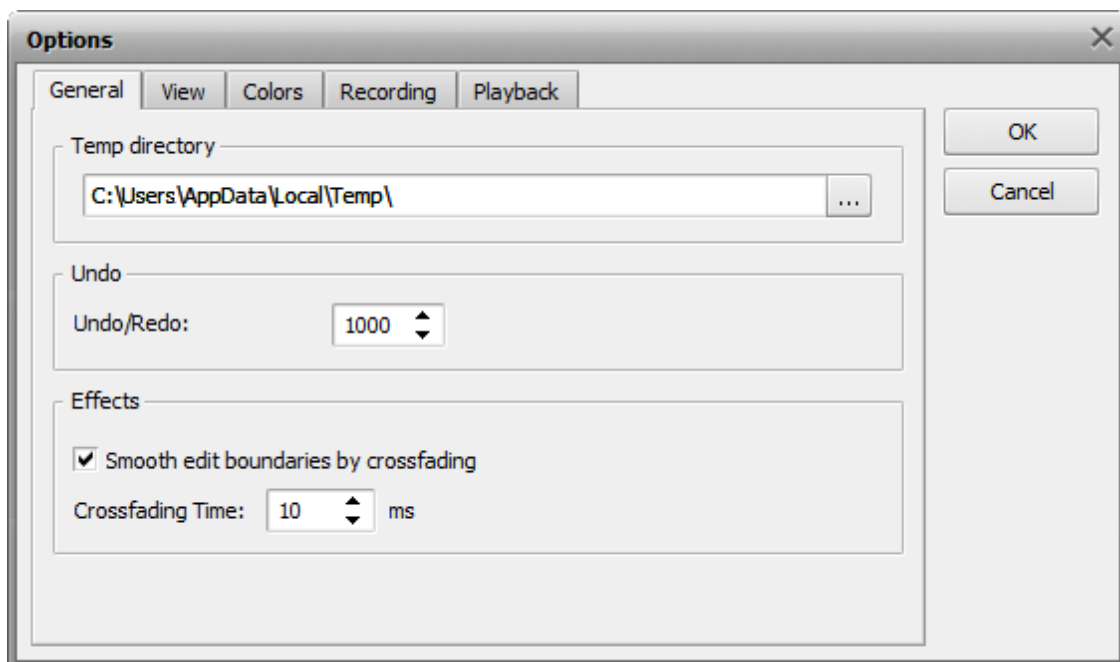 Options
General View Colors Recording Playback
Temp directory
C:\Users\AppData\Local\Temp\ ...
OK
Cancel
Undo
Undo/Redo: 1000
Effects
Smooth edit boundaries by crossfading
Crossfading Time: 10 ms